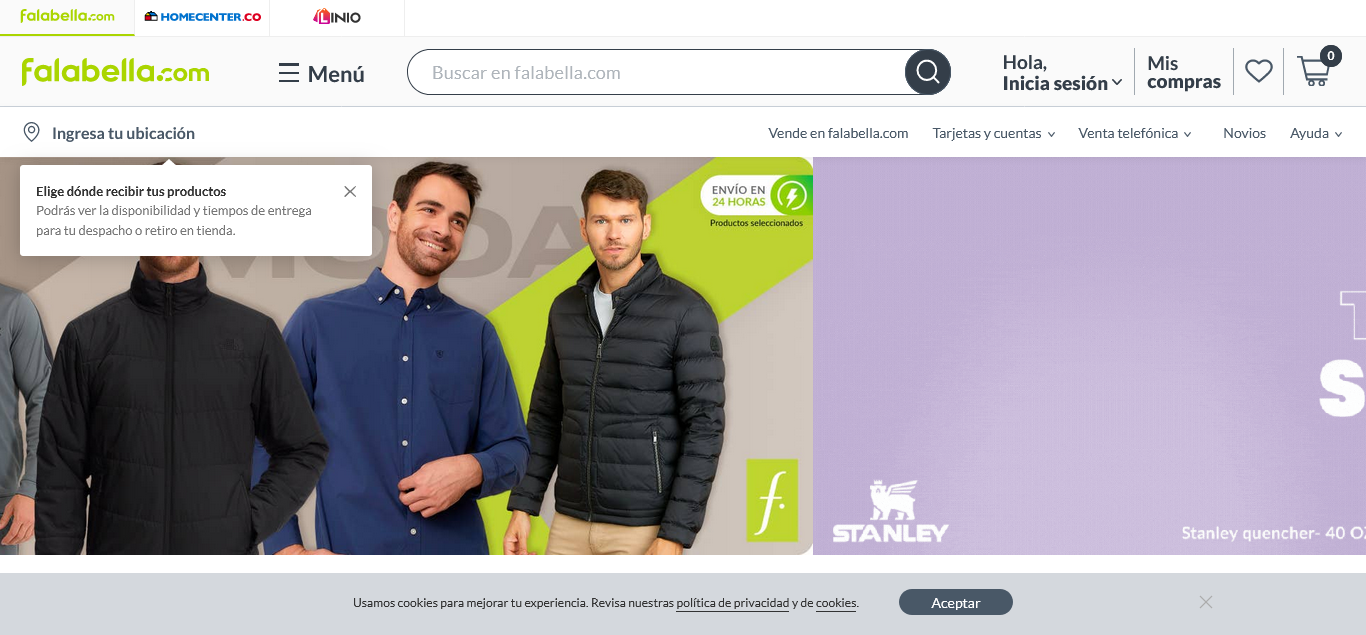 falabella.com
HOMECENTER.CO
LINIO
falabella.com
Menú
Buscar en falabella.com
Hola,
Inicia sesión
Mis
compras
0
Ingresa tu ubicación
Vende en falabella.com
Tarjetas y cuentas
Venta telefónica
Novios
Ayuda
Elige dónde recibir tus productos
Podrás ver la disponibilidad y tiempos de entrega
para tu despacho o retiro en tienda.
MODA
ENVÍO EN
24 HORAS
Productos seleccionados
f.
T
S
STANLEY
Stanley quencher- 40 OZ
Usamos cookies para mejorar tu experiencia. Revisa nuestras política de privacidad y de cookies.
Aceptar